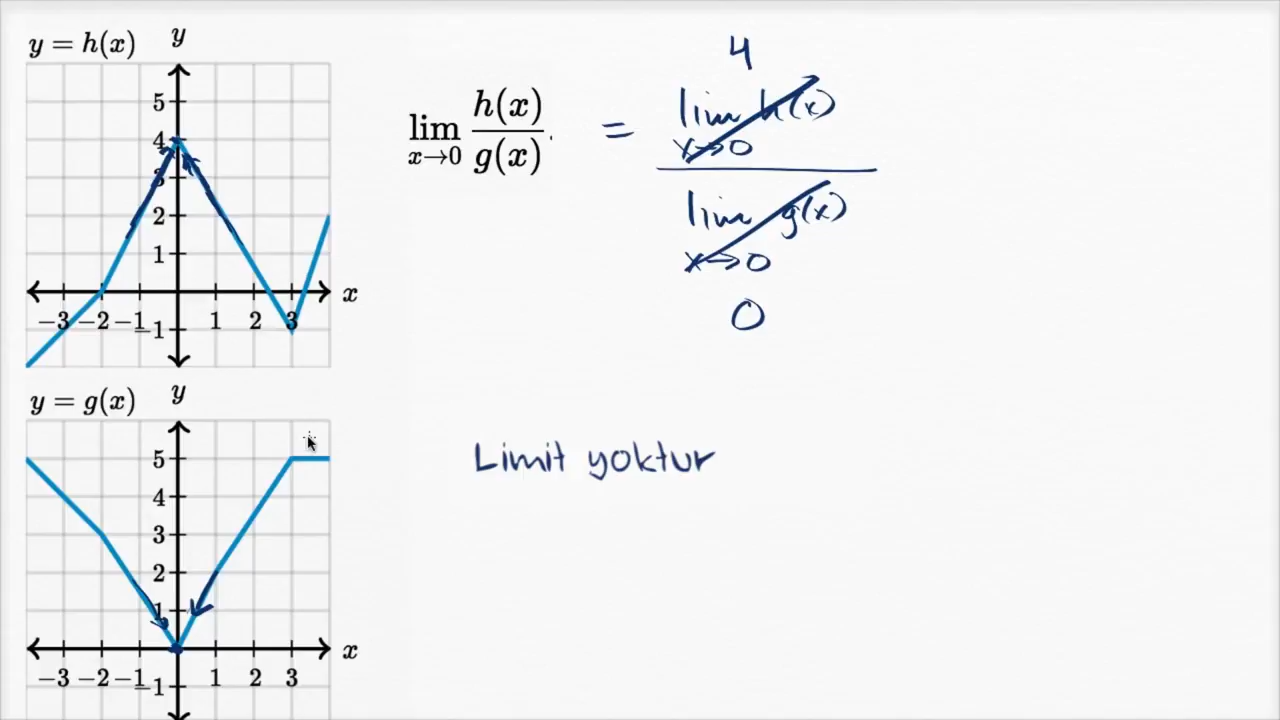 y = h(x)
y
5
4
3
2
1
-3 -2 -1 1 2 3
x
-1
lim x→0 h(x)/g(x) .
=
4
lim h(x)
x→0
lim g(x)
x→0
0
y = g(x)
y
5
4
3
2
1
x
-3 -2 -1 1 2 3
-1
Limit yoktur